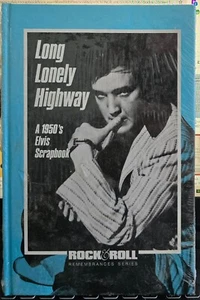 Long
Lonely
Highway
A 1950's
Elvis
Scrapbook
ROCK & ROLL
REMEMBRANCES SERIES